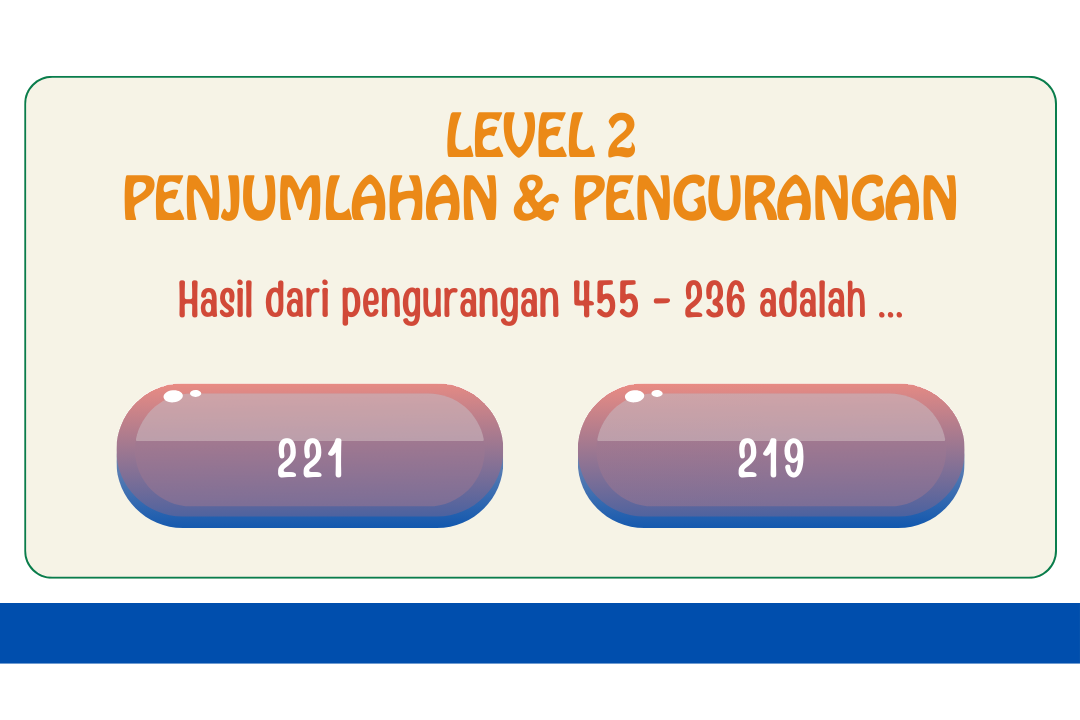 LEVEL 2
PENJUMLAHAN & PENGURANGAN
Hasil dari pengurangan 455 - 236 adalah ...
221
219